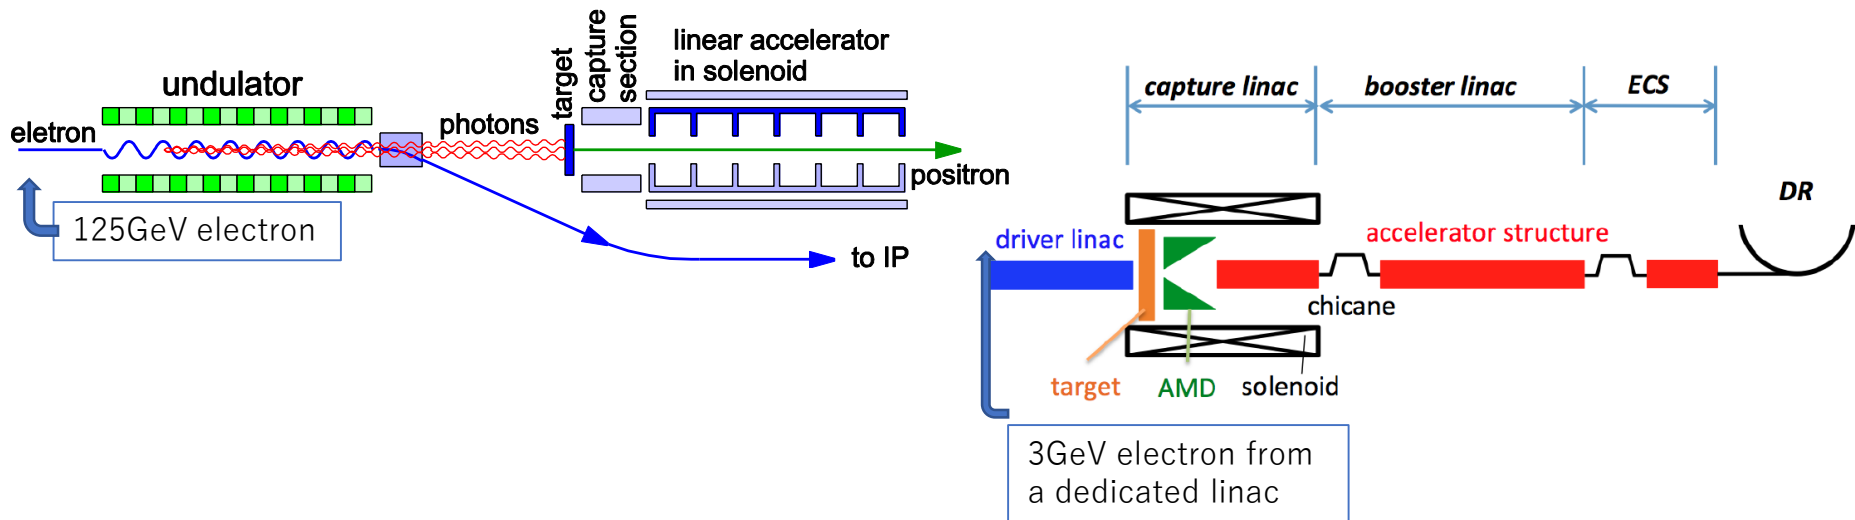 undulator
eletron
photons
target
capture
section
linear accelerator
in solenoid
positron
125GeV electron
to IP
capture linac
booster linac
ECS
DR
driver linac
accelerator structure
chicane
target
AMD
solenoid
3GeV electron from
a dedicated linac